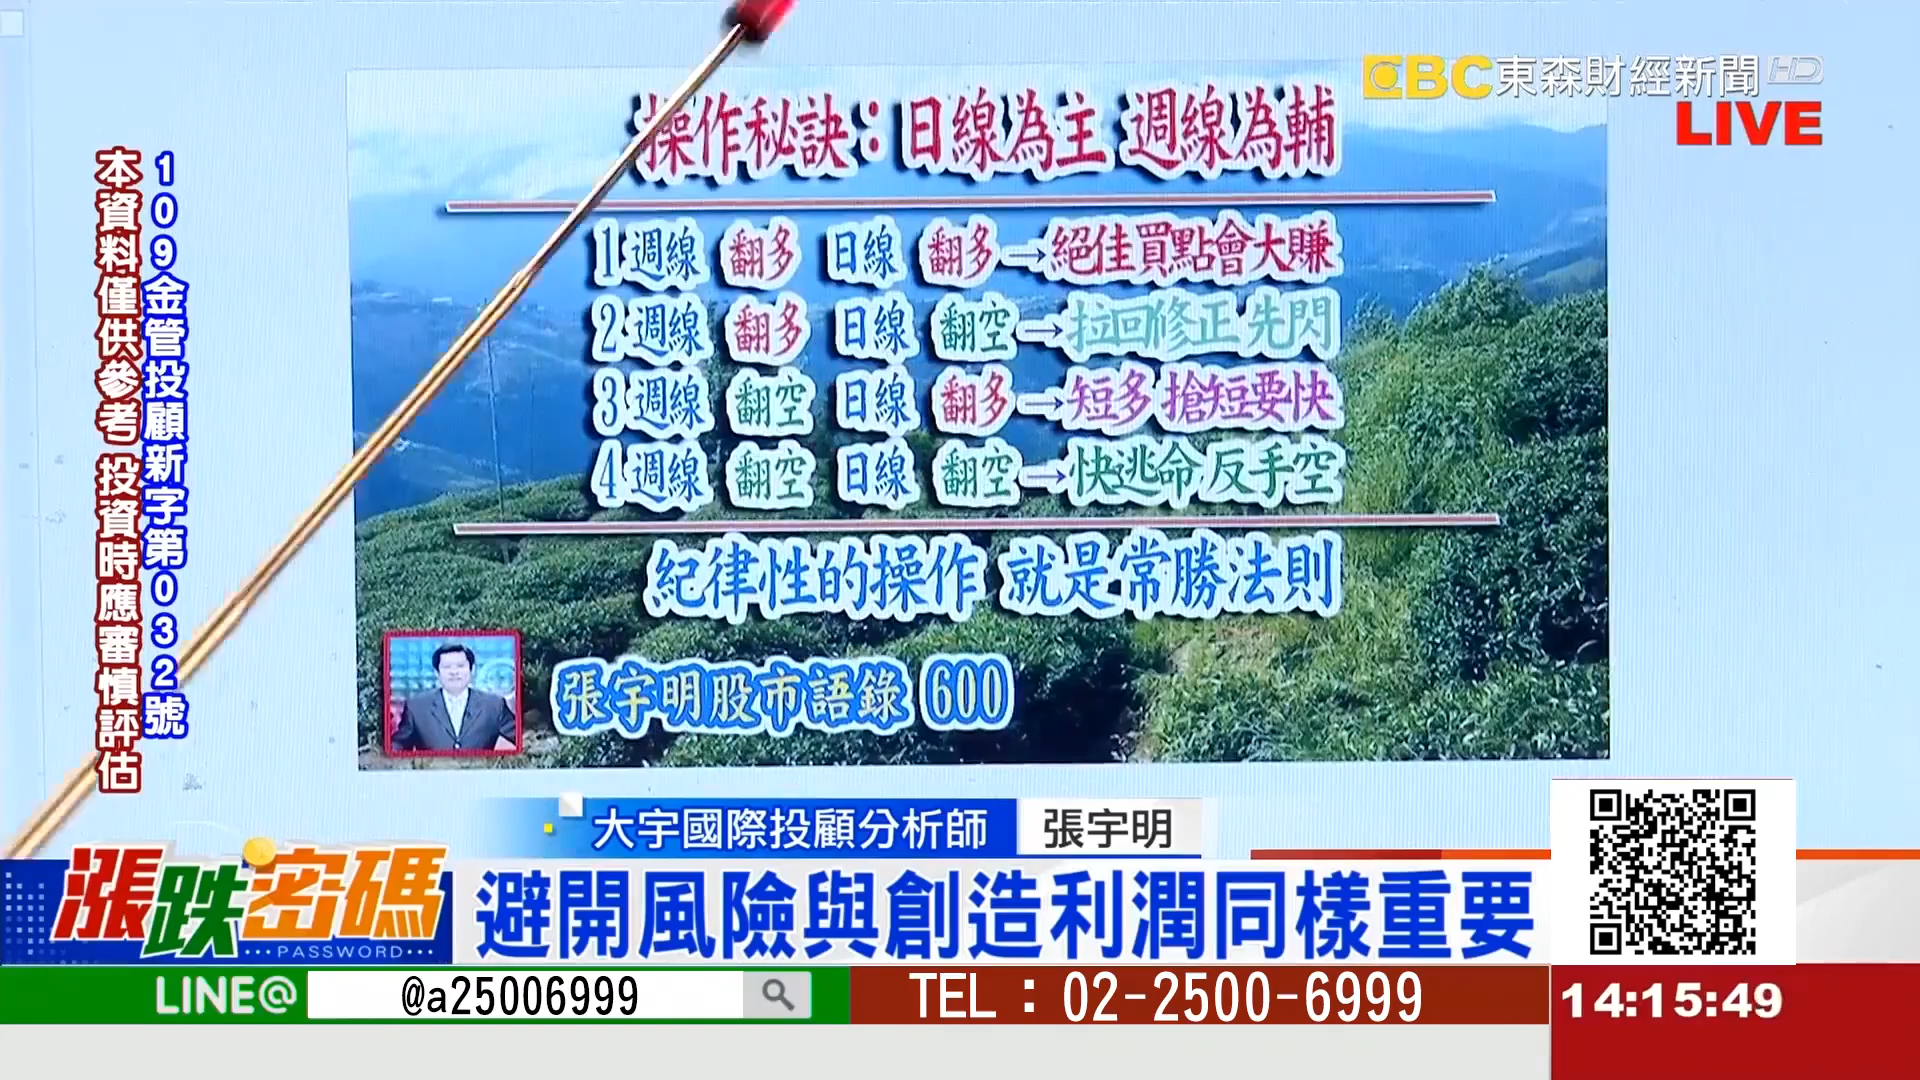 EBC東森財經新聞HD
LIVE
109金管投顧新字第032號
本資料僅供參考 投資時應審慎評估
操作秘訣：日線為主 週線為輔
1 週線 翻多 日線 翻多→絕佳買點會大賺
2 週線 翻多 日線 翻空→拉回修正 先閃
3 週線 翻空 日線 翻多→短多 搶短要快
4 週線 翻空 日線 翻空→快逃命 反手空
紀律性的操作 就是常勝法則
張宇明股市語錄 600
大宇國際投顧分析師 張宇明
漲跌密碼
PASSWORD
避開風險與創造利潤同樣重要
LINE@ @a25006999
TEL：02-2500-6999
14:15:49